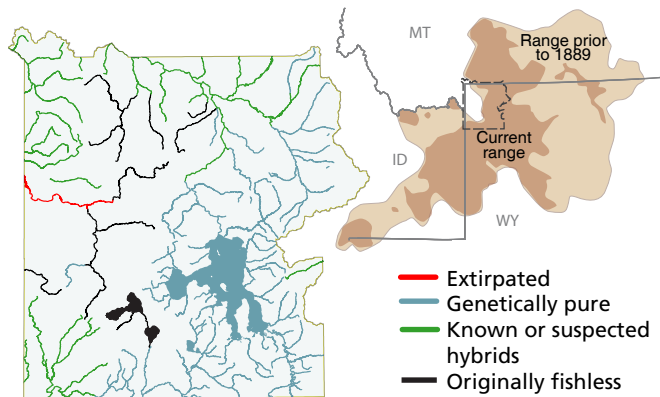 MT
Range prior
to 1889
Current
range
ID
WY
Extirpated
Genetically pure
Known or suspected
hybrids
Originally fishless